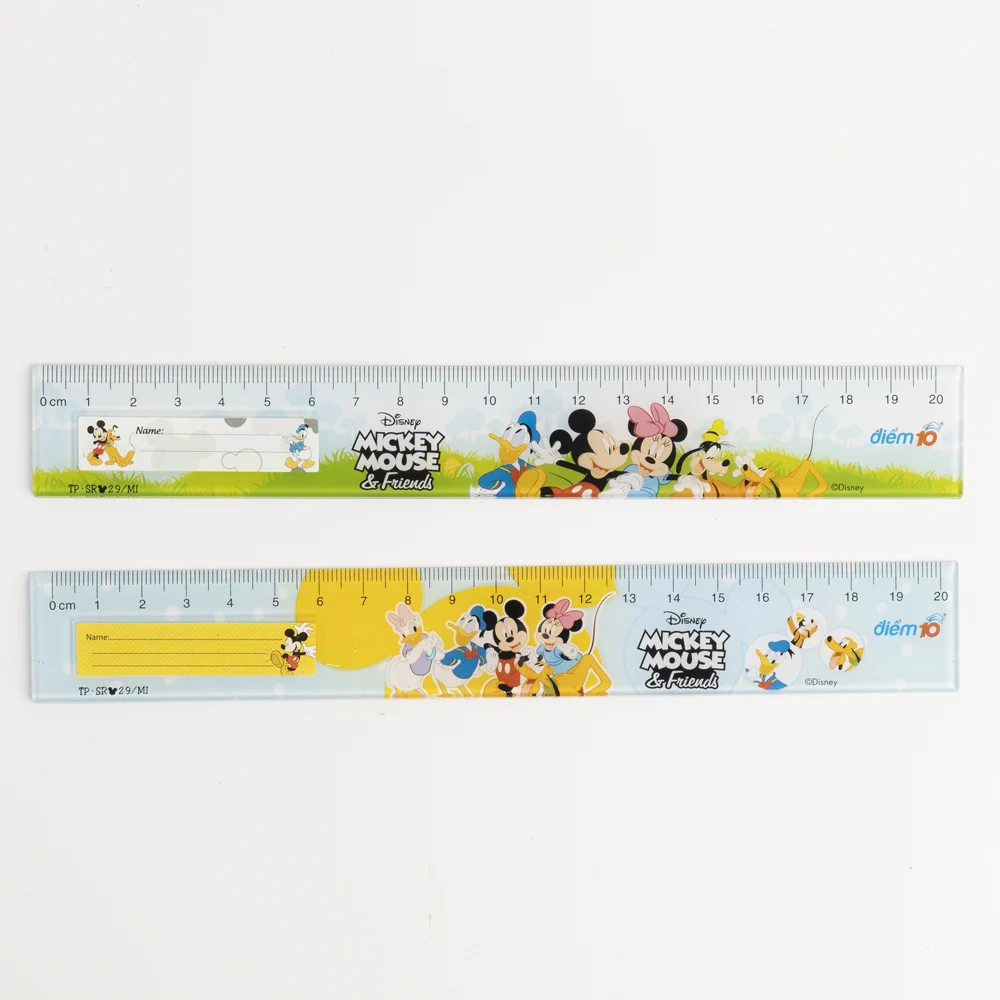 0 cm 1 2 3 4 5 6 7 8 9 10 11 12 13 14 15 16 17 18 19 20
Name:
Disney
MICKEY
MOUSE
& Friends
điểm 10
TP-SR 29/MI
©Disney
0 cm 1 2 3 4 5 6 7 8 9 10 11 12 13 14 15 16 17 18 19 20
Name:
Disney
MICKEY
MOUSE
& Friends
điểm 10
TP-SR 29/MI
©Disney